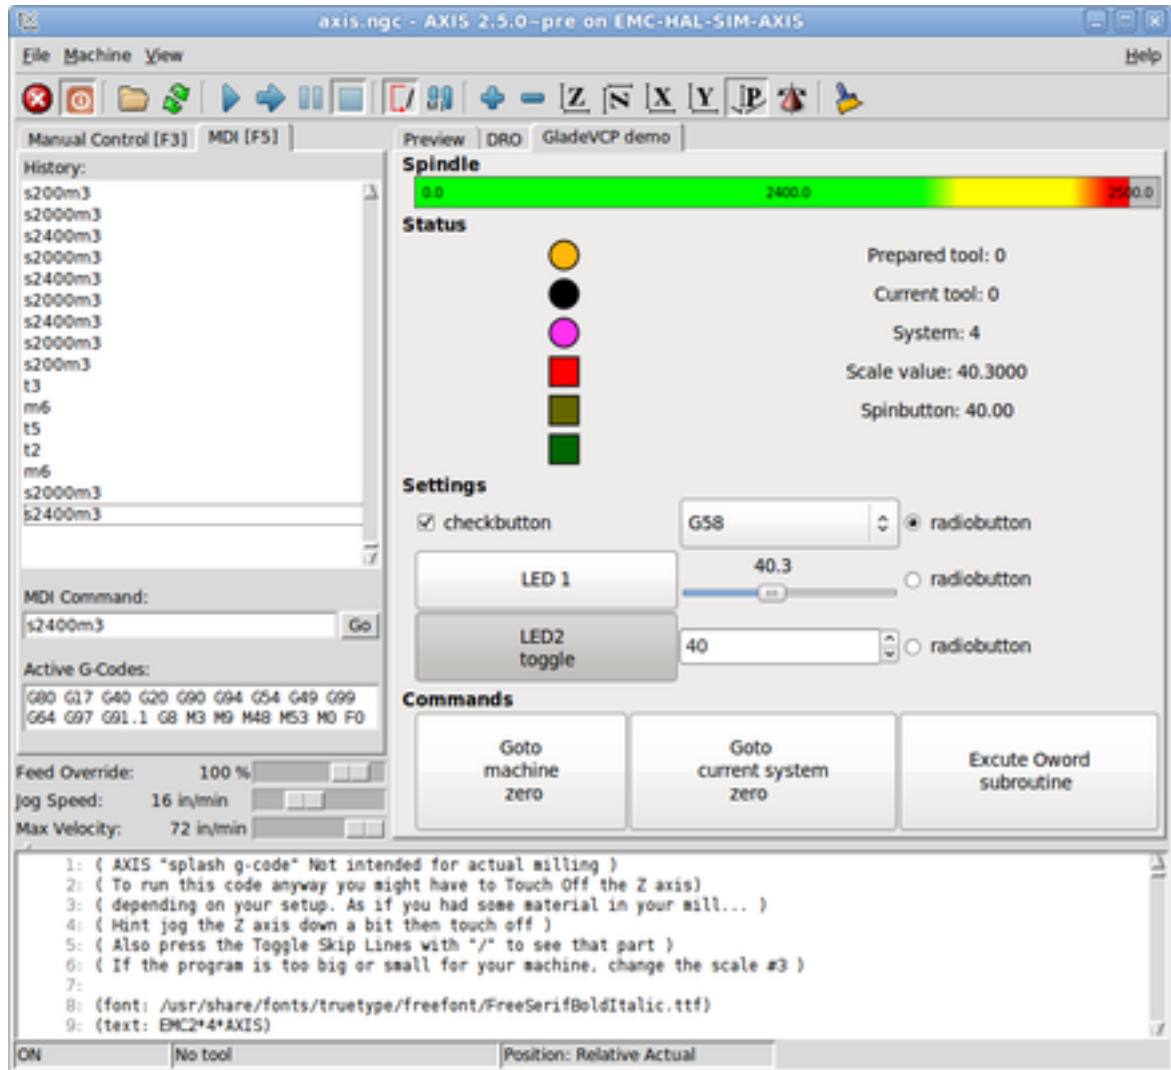 axis.ngc - AXIS 2.5.0~pre on EMC-HAL-SIM-AXIS
File Machine View Help
Z N X Y P
Manual Control [F3] MDI [F5]
History:
s200m3
s2000m3
s2400m3
s2000m3
s2400m3
s2000m3
s2400m3
s2000m3
s200m3
t3
m6
t5
t2
m6
s2000m3
s2400m3
MDI Command:
s2400m3 Go
Active G-Codes:
G80 G17 G40 G20 G90 G94 G54 G49 G99
G64 G97 G91.1 G8 M3 M9 M48 M53 M0 F0
Feed Override: 100 %
Jog Speed: 16 in/min
Max Velocity: 72 in/min
Preview DRO GladeVCP demo
Spindle
0.0 2400.0 2500.0
Status
Prepared tool: 0
Current tool: 0
System: 4
Scale value: 40.3000
Spinbutton: 40.00
Settings
checkbutton G58 radiobutton
LED 1 40.3 radiobutton
LED2
toggle
40 radiobutton
Commands
Goto
machine
zero
Goto
current system
zero
Excute Oword
subroutine
1: ( AXIS "splash g-code" Not intended for actual milling )
2: ( To run this code anyway you might have to Touch Off the Z axis)
3: ( depending on your setup. As if you had some material in your mill... )
4: ( Hint jog the Z axis down a bit then touch off )
5: ( Also press the Toggle Skip Lines with "/" to see that part )
6: ( If the program is too big or small for your machine, change the scale #3 )
7:
8: (font: /usr/share/fonts/truetype/freefont/FreeSerifBoldItalic.ttf)
9: (text: EMC2*4*AXIS)
ON No tool Position: Relative Actual